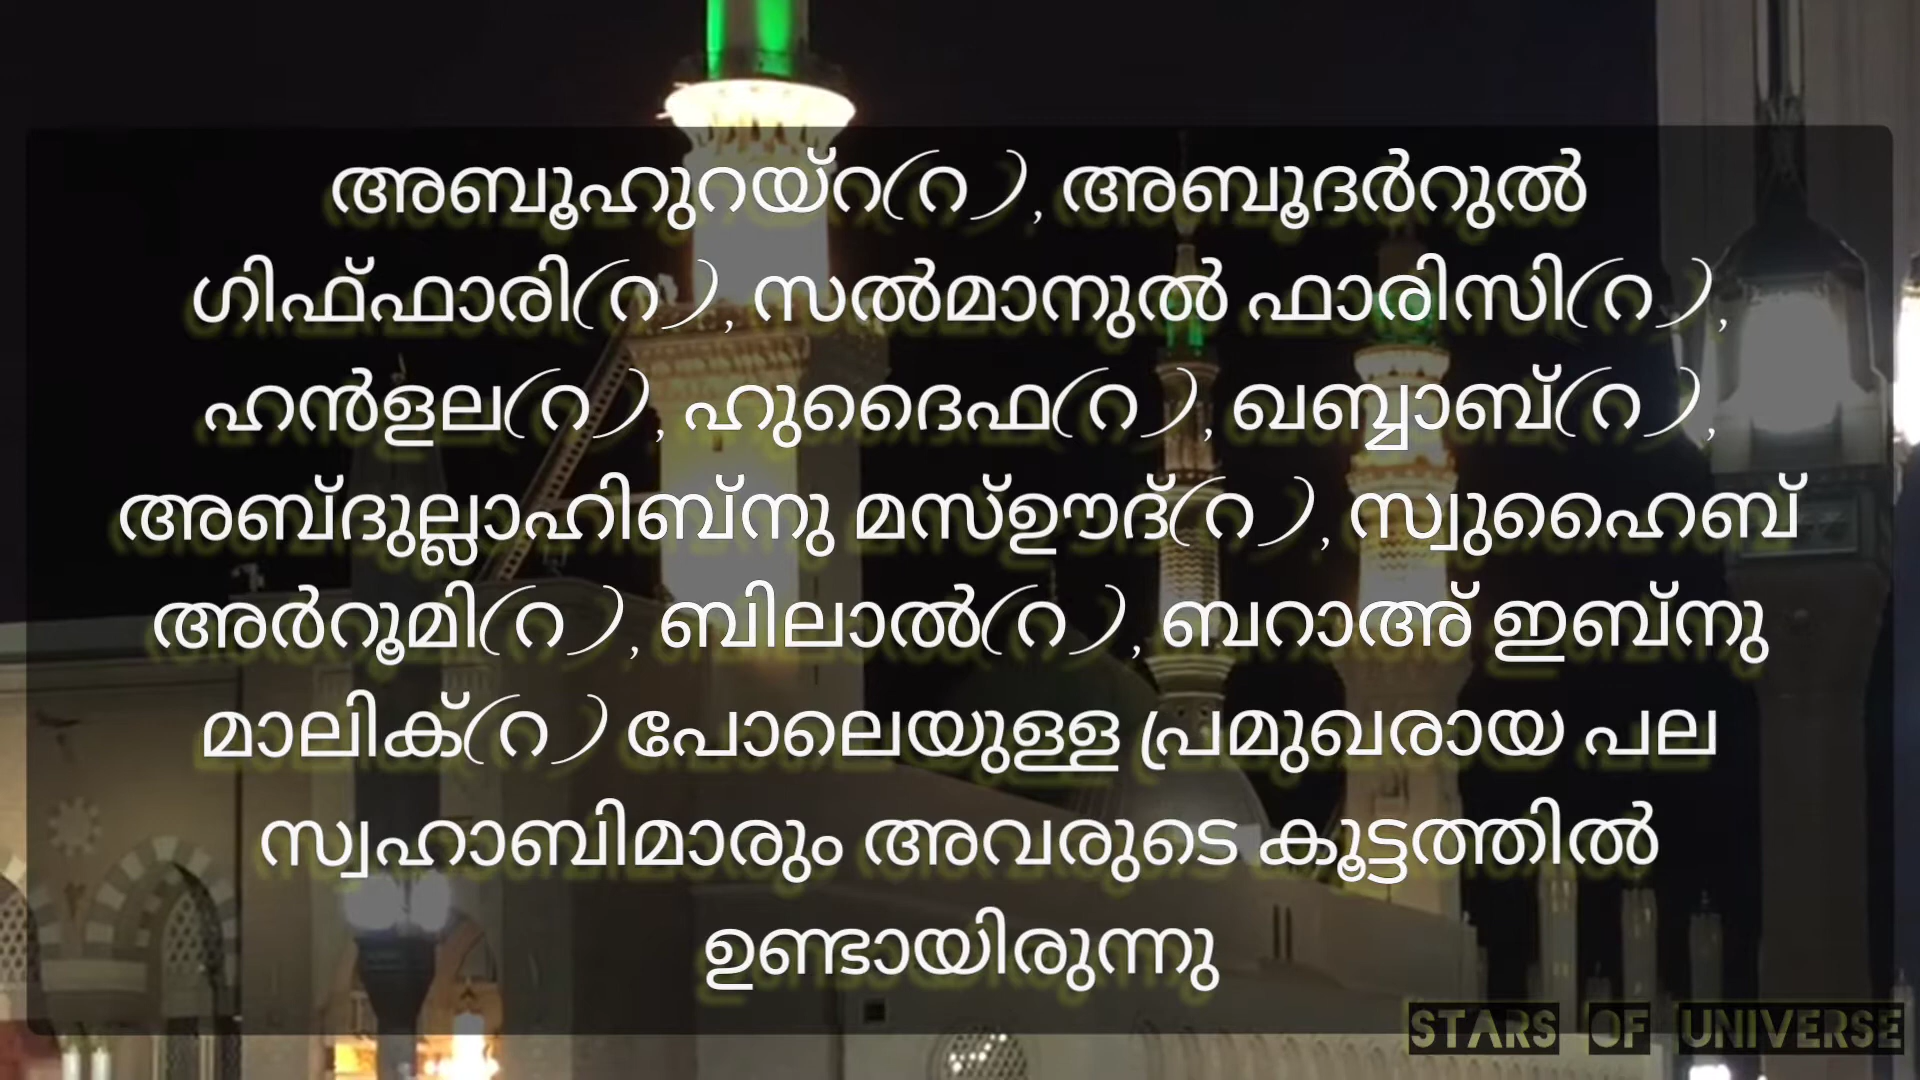 അബൂഹുറയ്റ(റ), അബൂദർറുൽ
ഗിഫ്ഫാരി(റ), സൽമാനുൽ ഫാരിസി(റ),
ഹൻളല(റ), ഹുദൈഫ(റ), ഖബ്ബാബ്(റ),
അബ്ദുല്ലാഹിബ്നു മസ്ഊദ്(റ), സ്വുഹൈബ്
അർറൂമി(റ), ബിലാൽ(റ), ബറാഅ് ഇബ്നു
മാലിക്(റ) പോലെയുള്ള പ്രമുഖരായ പല
സ്വഹാബിമാരും അവരുടെ കൂട്ടത്തിൽ
ഉണ്ടായിരുന്നു
STARS OF UNIVERSE